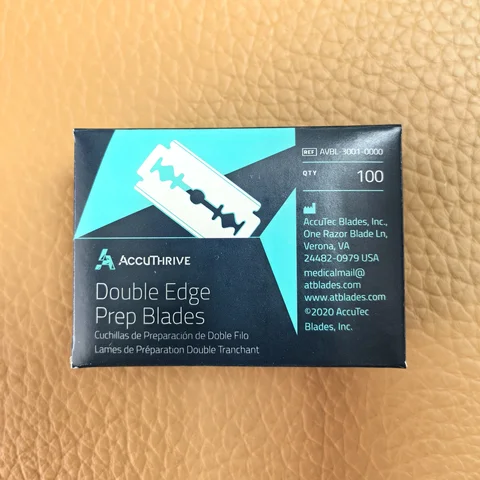 REF AVBL-3001-0000
QTY 100
AccuTec Blades, Inc.,
One Razor Blade Ln,
Verona, VA
24482-0979 USA
medicalmail@
atblades.com
www.atblades.com
©2020 AccuTec
Blades, Inc.
ACCUTHRIVE
Double Edge
Prep Blades
Cuchillas de Preparación de Doble Filo
Lames de Préparation Double Tranchant